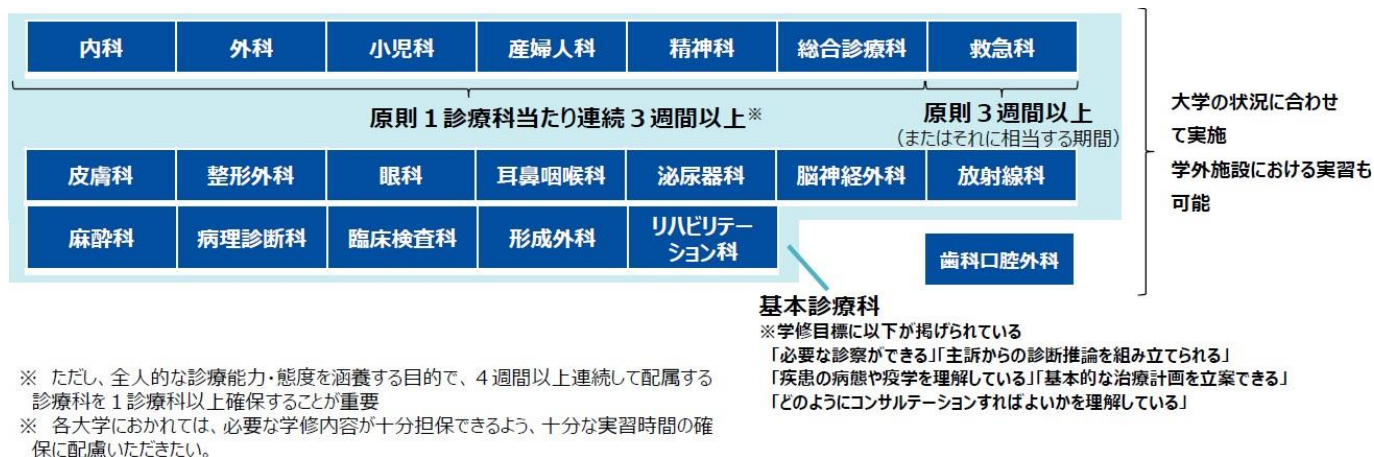 内科 外科 小児科 産婦人科 精神科 総合診療科 救急科
原則1診療科当たり連続3週間以上※
原則3週間以上
(またはそれに相当する期間)
皮膚科 整形外科 眼科 耳鼻咽喉科 泌尿器科 脳神経外科 放射線科
麻酔科 病理診断科 臨床検査科 形成外科 リハビリテー
ション科
歯科口腔外科
大学の状況に合わせ
て実施
学外施設における実習も
可能
基本診療科
※学修目標に以下が掲げられている
「必要な診察ができる」「主訴からの診断推論を組み立てられる」
「疾患の病態や疫学を理解している」「基本的な治療計画を立案できる」
「どのようにコンサルテーションすればよいかを理解している」
※ ただし、全人的な診療能力・態度を涵養する目的で、4週間以上連続して配属する
診療科を1診療科以上確保することが重要
※ 各大学におかれては、必要な学修内容が十分担保できるよう、十分な実習時間の確
保に配慮いただきたい。